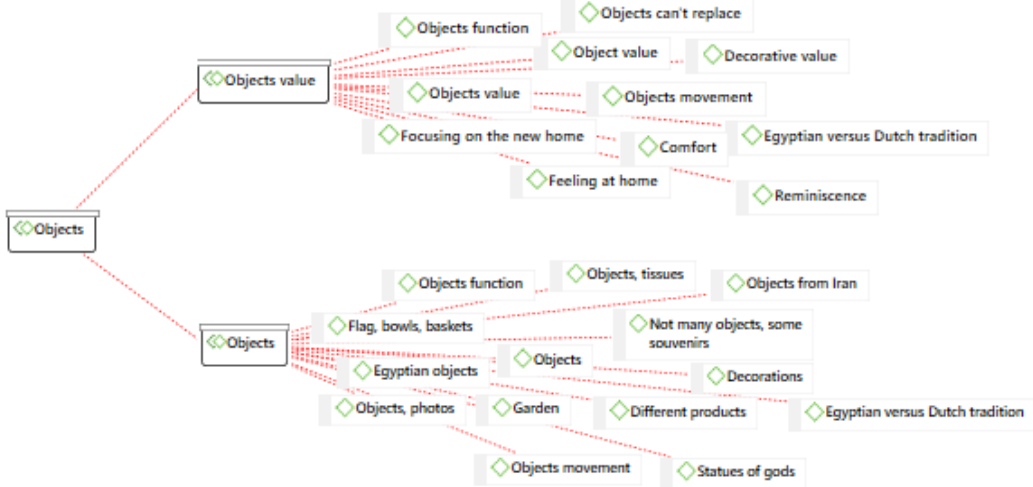 Objects can't replace
Objects function
Object value
Decorative value
Objects value
Objects value
Objects movement
Focusing on the new home
Egyptian versus Dutch tradition
Comfort
Feeling at home
Reminiscence
Objects
Objects function
Objects, tissues
Objects from Iran
Flag, bowls, baskets
Not many objects, some
souvenirs
Objects
Objects
Egyptian objects
Decorations
Objects, photos
Garden
Different products
Egyptian versus Dutch tradition
Objects movement
Statues of gods